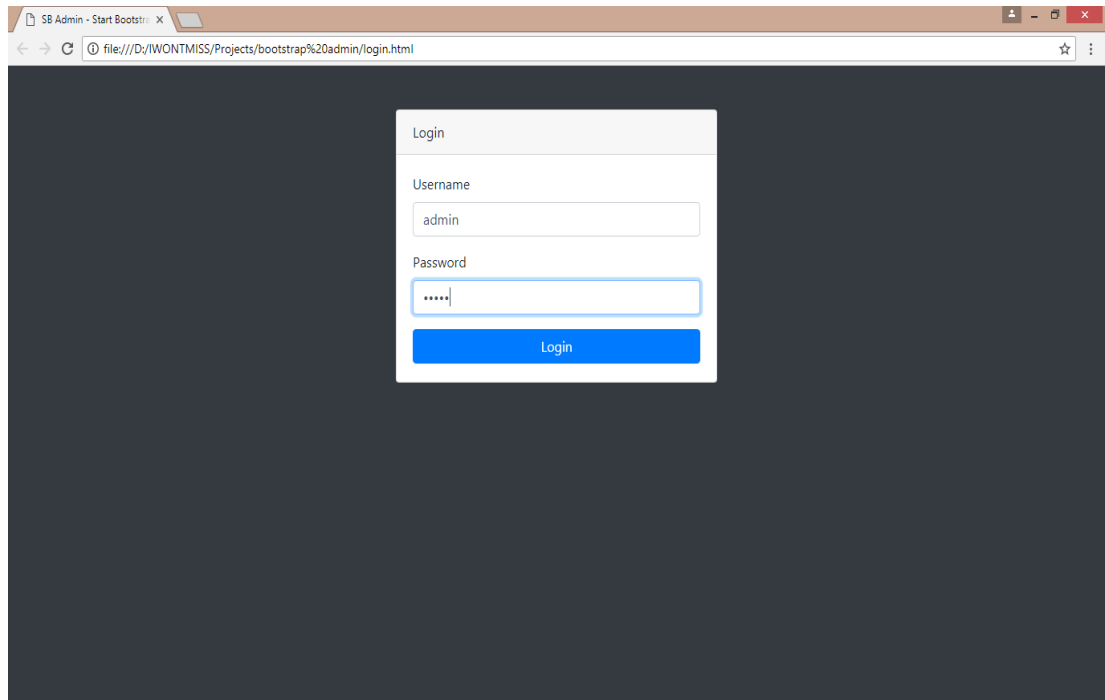 SB Admin - Start Bootstra
file:///D:/IWONTMISS/Projects/bootstrap%20admin/login.html
Login
Username
admin
Password
•••••
Login